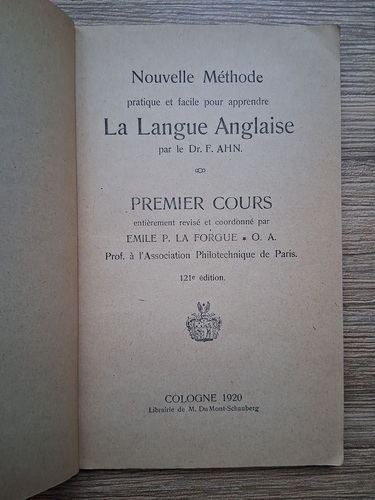 Nouvelle Méthode
pratique et facile pour apprendre
La Langue Anglaise
par le Dr. F. AHN.
PREMIER COURS
entièrement revisé et coordonné par
EMILE P. LA FORGUE • O. A.
Prof. à l'Association Philotechnique de Paris.
121e édition.
COLOGNE 1920
Librairie de M. DuMont-Schauberg